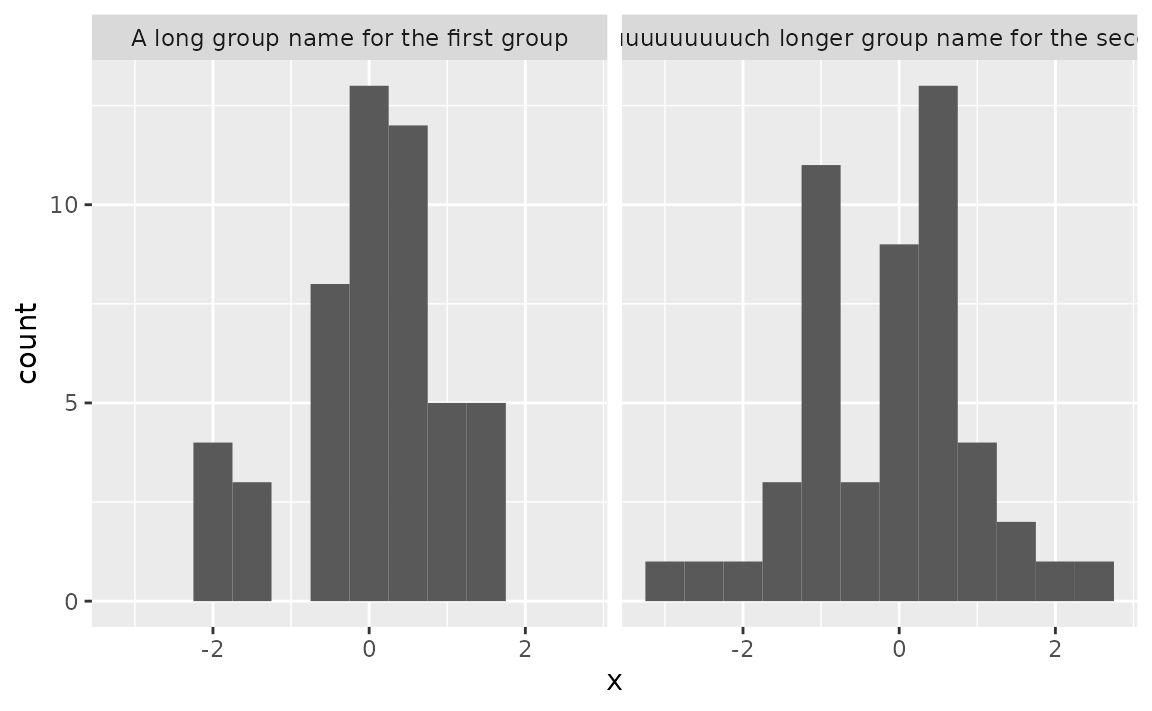 A long group name for the first group
longer group name for the
10
5
0
count
-2 0 2
-2 0 2
x